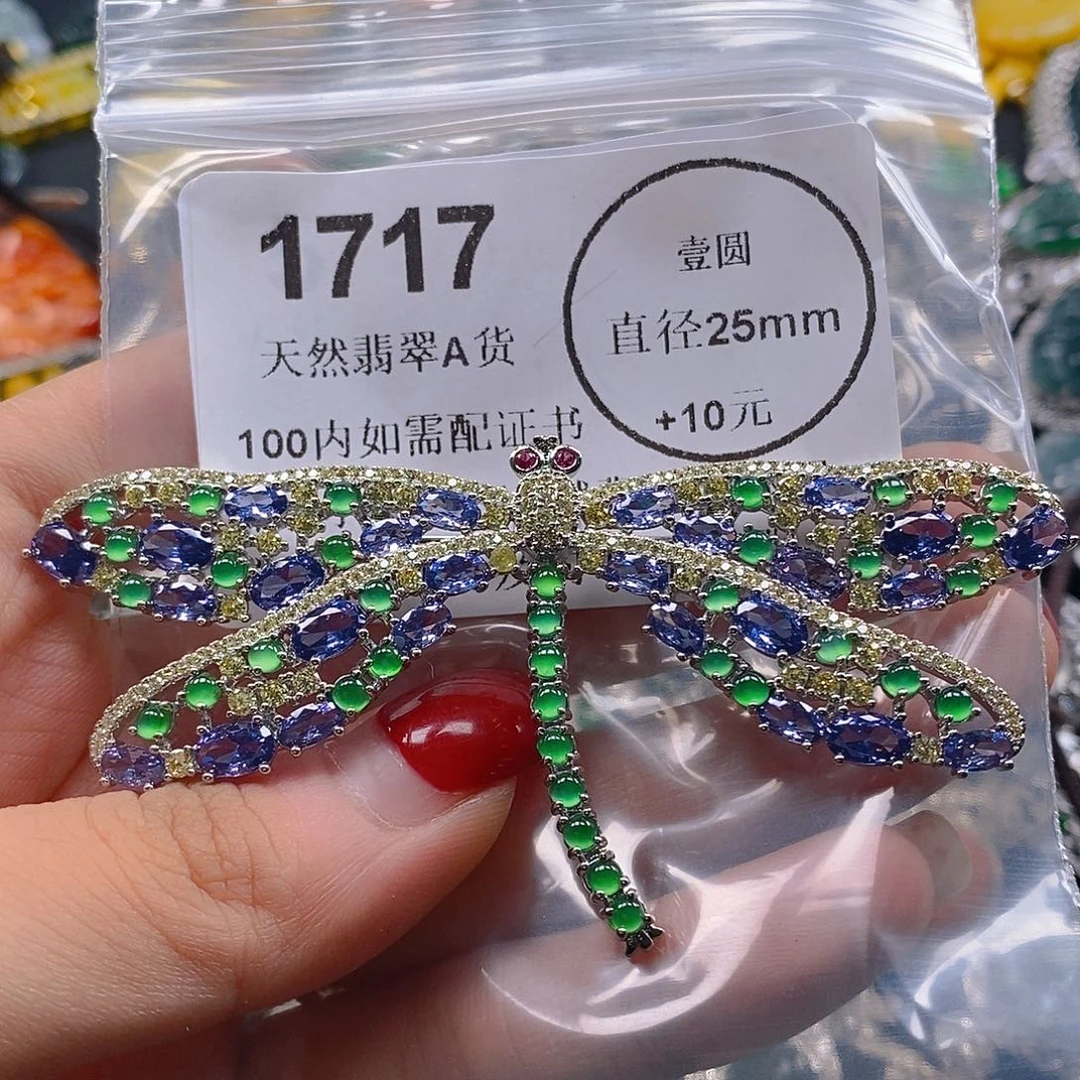 1717
天然翡翠A货
100内如需配证书
壹圆
直径25mm
+10元